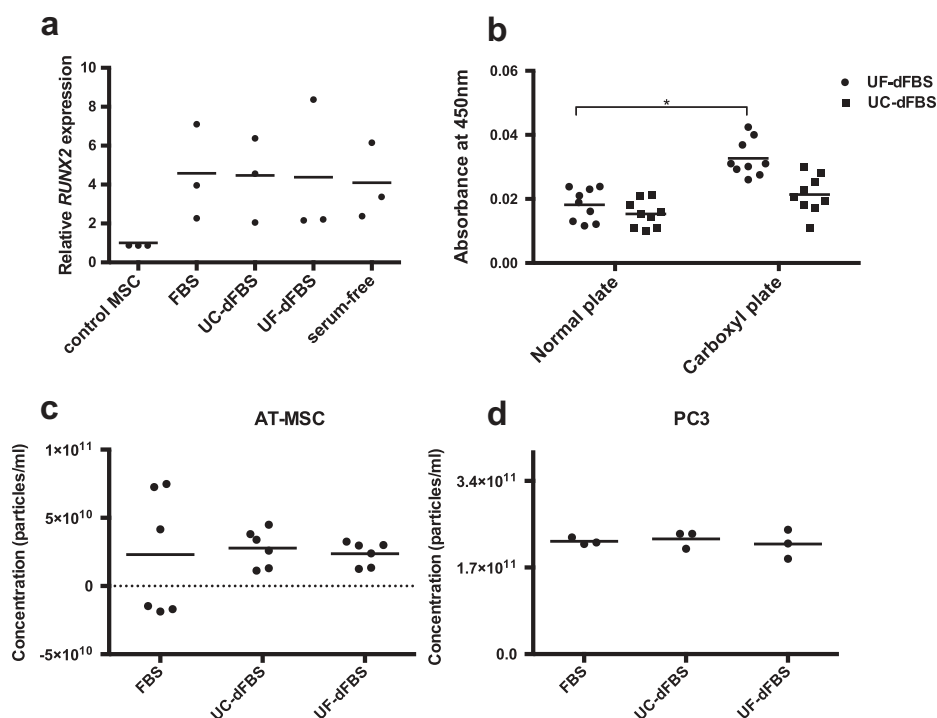 a
Relative RUNX2 expression
10
8
6
4
2
0
control MSC
FBS
UC-dFBS
UF-dFBS
serum-free
b
Absorbance at 450nm
0.06
0.04
0.02
0.00
*
Normal plate
Carboxyl plate
UF-dFBS
UC-dFBS
c
AT-MSC
Concentration (particles/ml)
1×10¹¹
5×10¹⁰
0
-5×10¹⁰
FBS
UC-dFBS
UF-dFBS
d
PC3
Concentration (particles/ml)
3.4×10¹¹
1.7×10¹¹
0.0
FBS
UC-dFBS
UF-dFBS